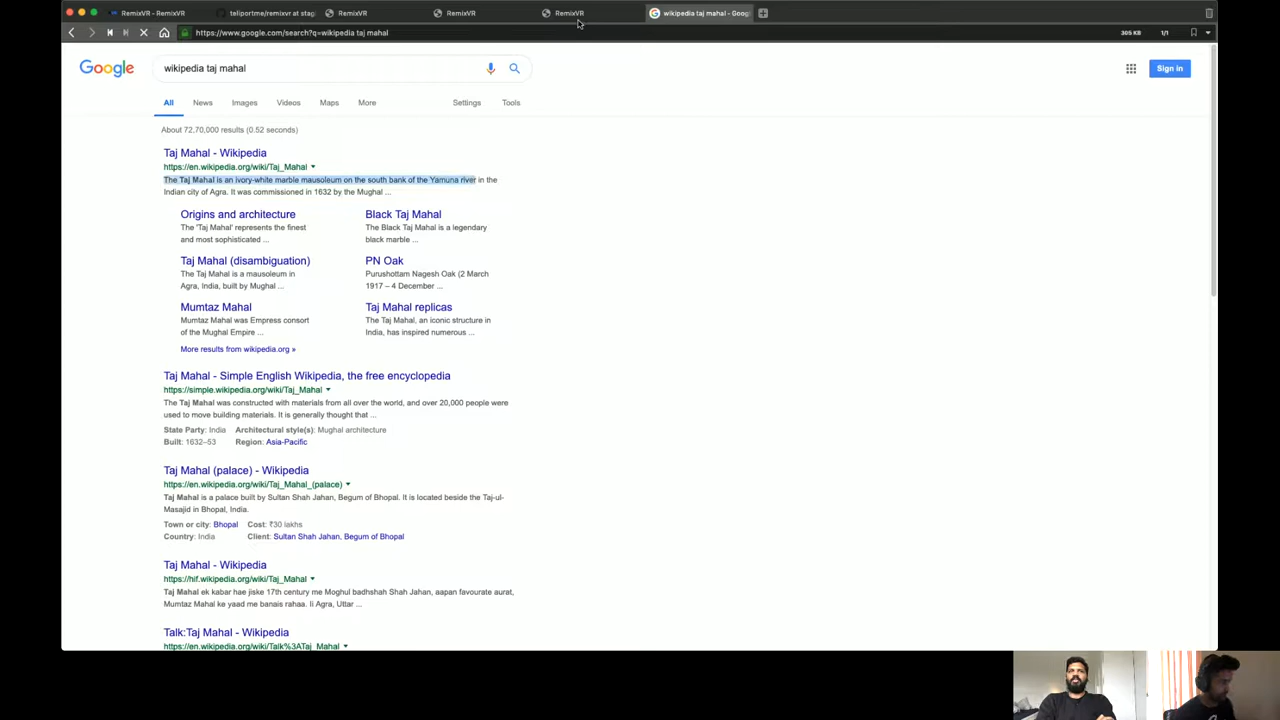 RemixVR - RemixVR
teliportme/remixvr at stag
RemixVR
RemixVR
RemixVR
wikipedia taj mahal - Goog
https://www.google.com/search?q=wikipedia taj mahal
305 KB
1/1
Google
wikipedia taj mahal
Sign in
All News Images Videos Maps More Settings Tools
About 72,70,000 results (0.52 seconds)
Taj Mahal - Wikipedia
https://en.wikipedia.org/wiki/Taj_Mahal
The Taj Mahal is an ivory-white marble mausoleum on the south bank of the Yamuna river in the
Indian city of Agra. It was commissioned in 1632 by the Mughal ...
Origins and architecture
The 'Taj Mahal' represents the finest
and most sophisticated ...
Black Taj Mahal
The Black Taj Mahal is a legendary
black marble ...
Taj Mahal (disambiguation)
The Taj Mahal is a mausoleum in
Agra, India, built by Mughal ...
PN Oak
Purushottam Nagesh Oak (2 March
1917 – 4 December ...
Mumtaz Mahal
Mumtaz Mahal was Empress consort
of the Mughal Empire ...
Taj Mahal replicas
The Taj Mahal, an iconic structure in
India, has inspired numerous ...
More results from wikipedia.org »
Taj Mahal - Simple English Wikipedia, the free encyclopedia
https://simple.wikipedia.org/wiki/Taj_Mahal
The Taj Mahal was constructed with materials from all over the world, and over 20,000 people were
used to move building materials. It is generally thought that ...
State Party: India Architectural style(s): Mughal architecture
Built: 1632–53 Region: Asia-Pacific
Taj Mahal (palace) - Wikipedia
https://en.wikipedia.org/wiki/Taj_Mahal_(palace)
Taj Mahal is a palace built by Sultan Shah Jahan, Begum of Bhopal. It is located beside the Taj-ul-
Masajid in Bhopal, India.
Town or city: Bhopal Cost: ₹30 lakhs
Country: India Client: Sultan Shah Jahan, Begum of Bhopal
Taj Mahal - Wikipedia
https://hif.wikipedia.org/wiki/Taj_Mahal
Taj Mahal ek kabar hae jiske 17th century me Moghul badhshah Shah Jahan, aapan favourate aurat,
Mumtaz Mahal ke yaad me banais rahaa. Ii Agra, Uttar ...
Talk:Taj Mahal - Wikipedia
https://en.wikipedia.org/wiki/Talk%3ATaj_Mahal